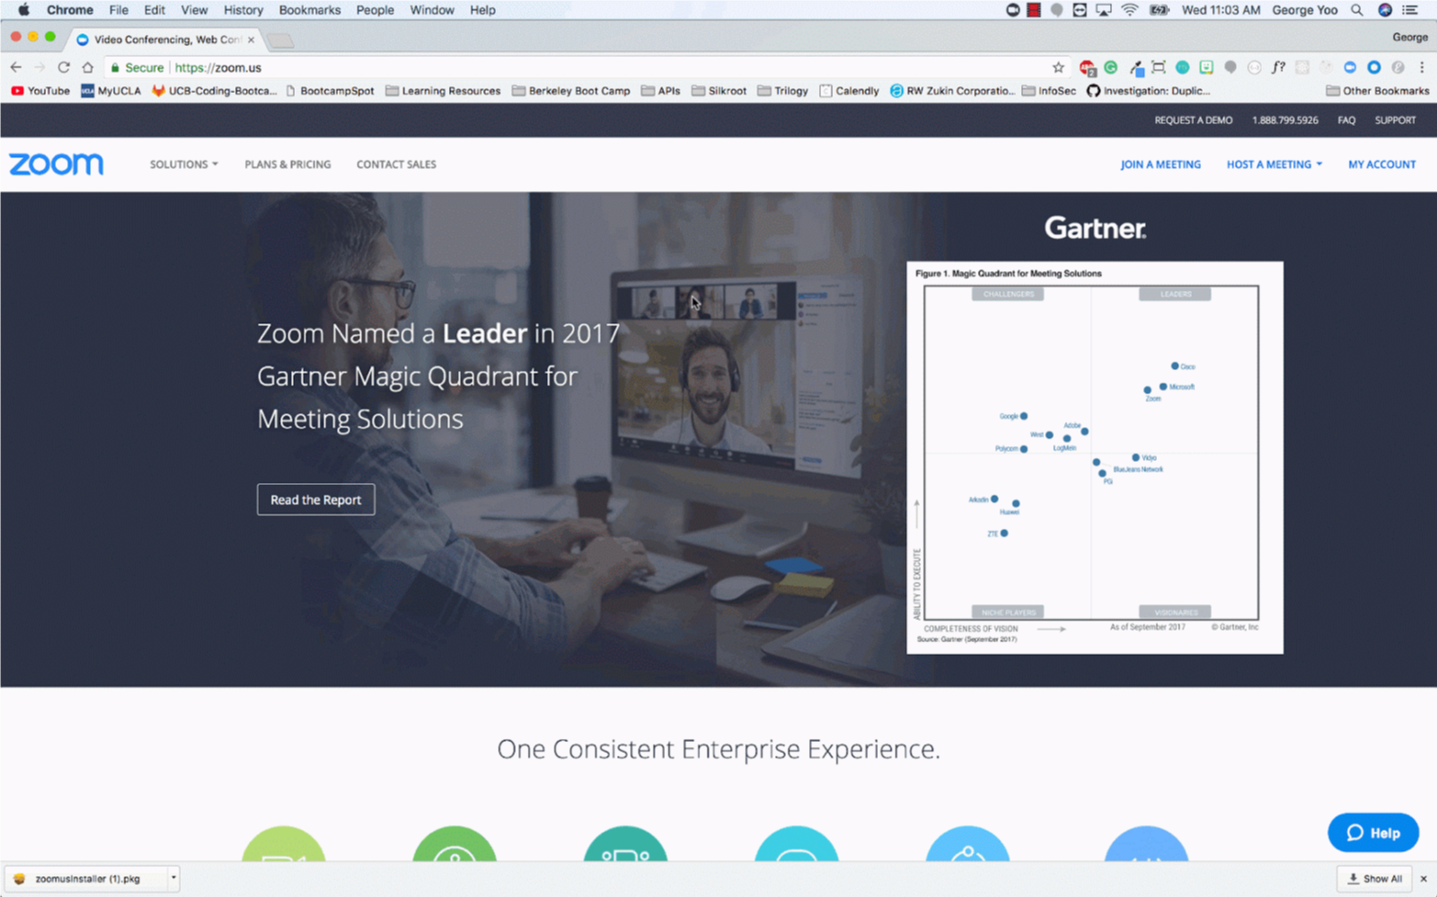 Chrome File Edit View History Bookmarks People Window Help Wed 11:03 AM George Yoo
Video Conferencing, Web Con George
Secure https://zoom.us f?
YouTube MyUCLA UCB-Coding-Bootca... BootcampSpot Learning Resources Berkeley Boot Camp APIs Silkroot Trilogy Calendly RW Zukin Corporatio... InfoSec Investigation: Duplic... Other Bookmarks
REQUEST A DEMO 1.888.799.5926 FAQ SUPPORT
zoom SOLUTIONS PLANS & PRICING CONTACT SALES JOIN A MEETING HOST A MEETING MY ACCOUNT
Zoom Named a Leader in 2017
Gartner Magic Quadrant for
Meeting Solutions
Read the Report
Gartner.
Figure 1. Magic Quadrant for Meeting Solutions
CHALLENGERS LEADERS
Cisco
Microsoft
Zoom
Google
Adobe
West
LogMeIn
Polycom
Vidyo
BlueJeans Network
PGi
Arkadin
Huawei
ZTE
ABILITY TO EXECUTE
NICHE PLAYERS VISIONARIES
COMPLETENESS OF VISION As of September 2017 © Gartner, Inc
Source: Gartner (September 2017)
One Consistent Enterprise Experience.
Help
zoomusInstaller (1).pkg Show All